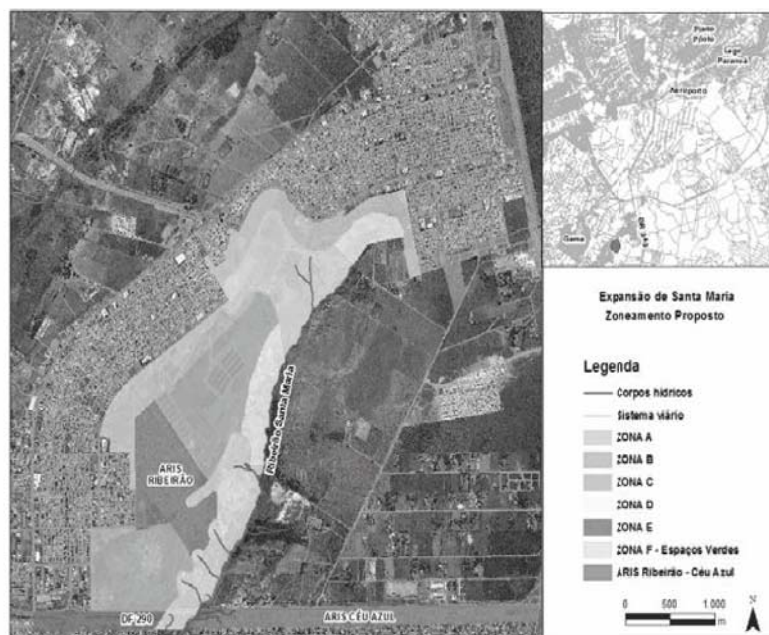 Plano
Piloto
Lago
Paranoá
Aeroporto
Gama
Expansão de Santa Maria
Zoneamento Proposto
Legenda
Corpos hídricos
Sistema viário
ZONA A
ZONA B
ZONA C
ZONA D
ZONA E
ZONA F - Espaços Verdes
ARIS Ribeirão - Céu Azul
0 500 1.000
m
N
Ribeirão Santa Maria
ARIS
RIBEIRÃO
DF-290
ARIS CÉU AZUL